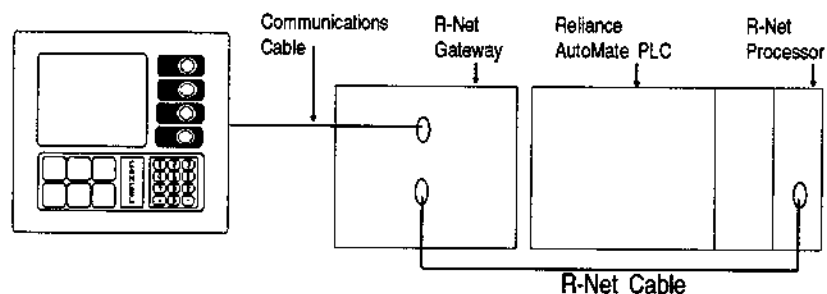 Communications
Cable
R-Net
Gateway
Reliance
AutoMate PLC
R-Net
Processor
R-Net Cable